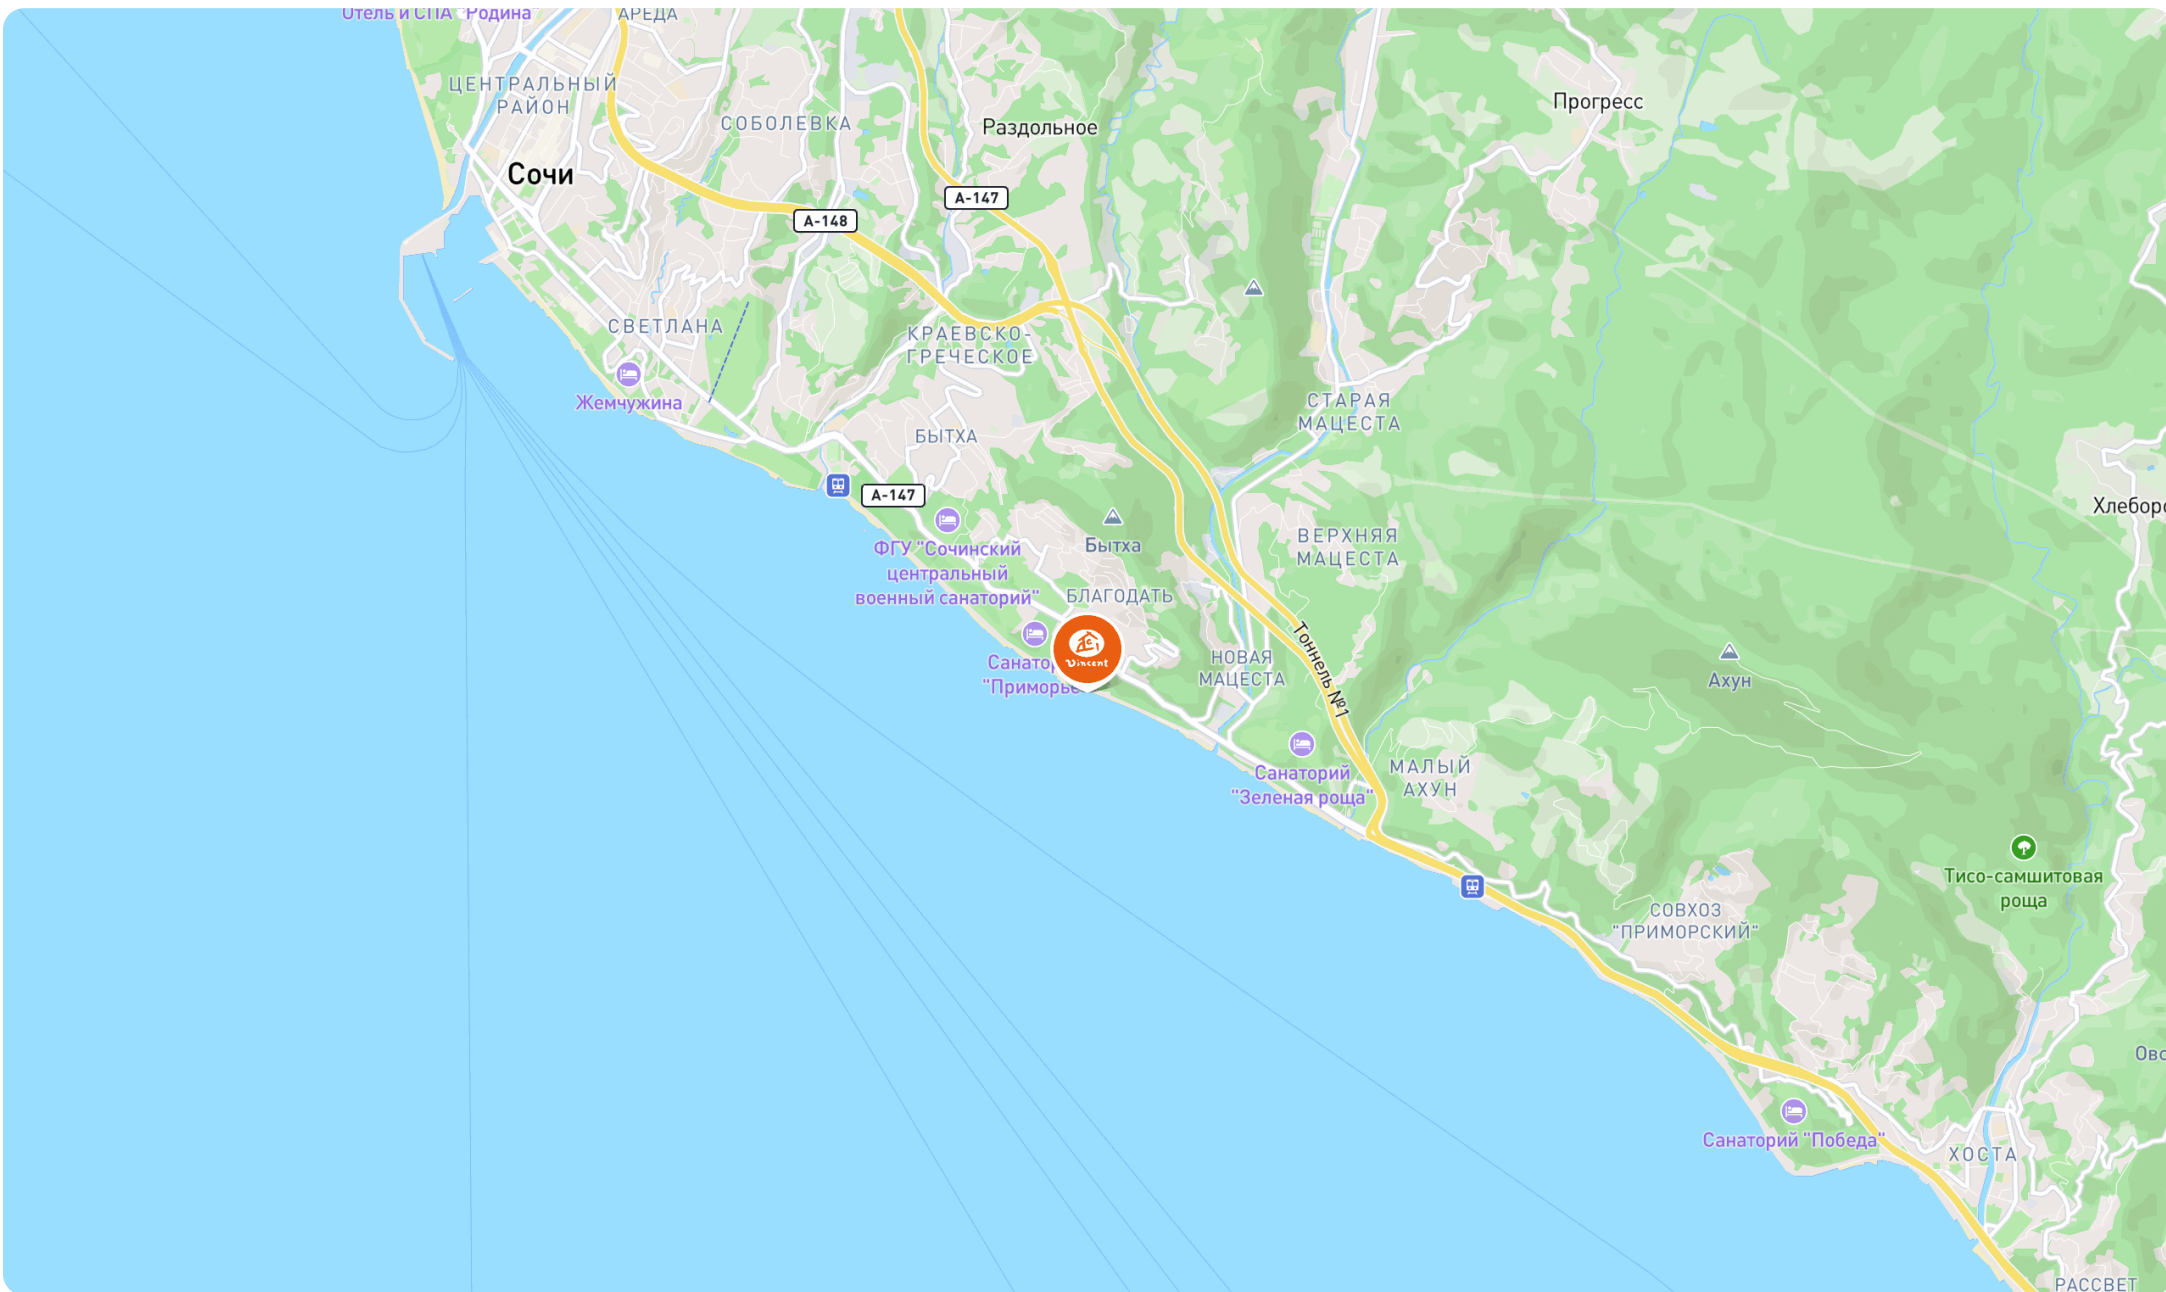 Отель и СПА "Родина"
АРЕДА
ЦЕНТРАЛЬНЫЙ
РАЙОН
СОБОЛЕВКА
Раздольное
Прогресс
Сочи
А-147
А-148
СВЕТЛАНА
КРАЕВСКО-
ГРЕЧЕСКОЕ
Жемчужина
СТАРАЯ
МАЦЕСТА
БЫТХА
А-147
Хлеборо
ФГУ "Сочинский
центральный
военный санаторий"
Бытха
ВЕРХНЯЯ
МАЦЕСТА
БЛАГОДАТЬ
Vincent
Санатор
"Приморье
НОВАЯ
МАЦЕСТА
Тоннель №1
Ахун
Санаторий
"Зеленая роща"
МАЛЫЙ
АХУН
Тисо-самшитовая
роща
СОВХОЗ
"ПРИМОРСКИЙ"
Ово
Санаторий "Победа"
ХОСТА
РАССВЕТ